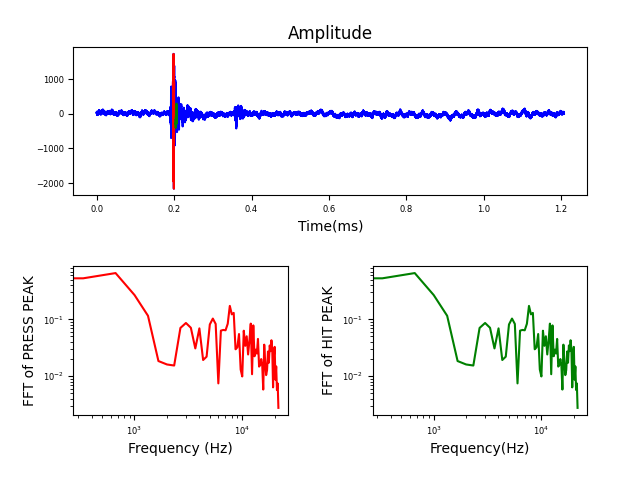 Amplitude
1000
0
−1000
−2000
0.0 0.2 0.4 0.6 0.8 1.0 1.2
Time(ms)
FFT of PRESS PEAK
10⁻¹
10⁻²
10³ 10⁴
Frequency (Hz)
FFT of HIT PEAK
10⁻¹
10⁻²
10³ 10⁴
Frequency(Hz)